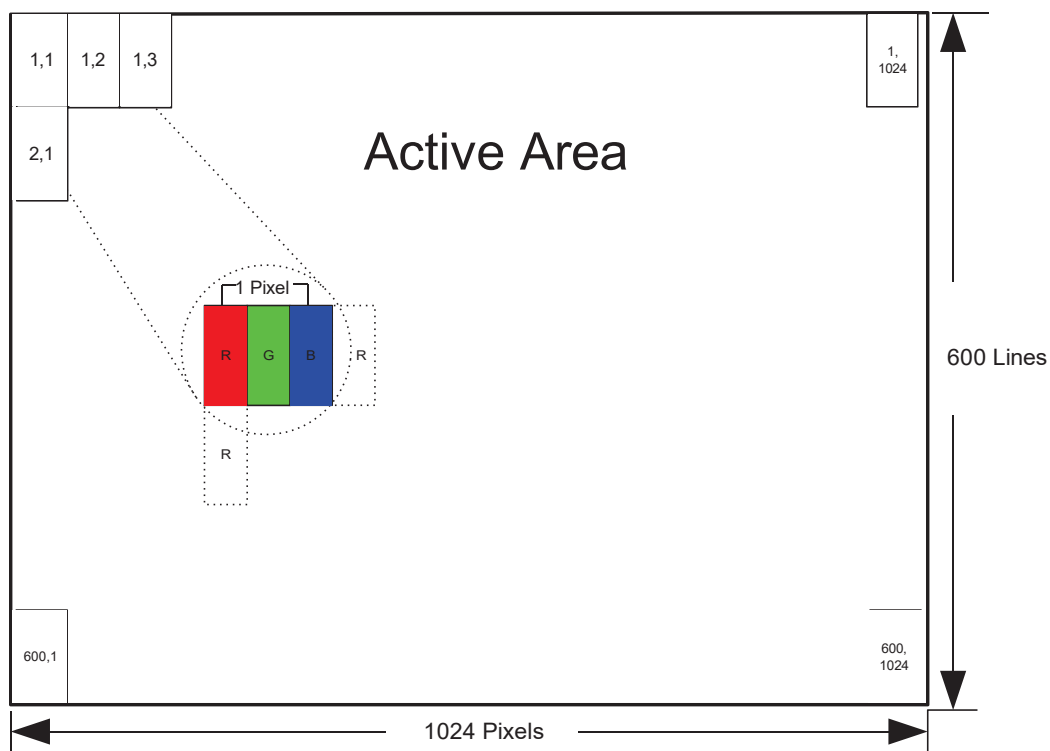 1,1
1,2
1,3
1,
1024
2,1
Active Area
1 Pixel
R
G
B
R
600 Lines
R
600,1
600,
1024
1024 Pixels